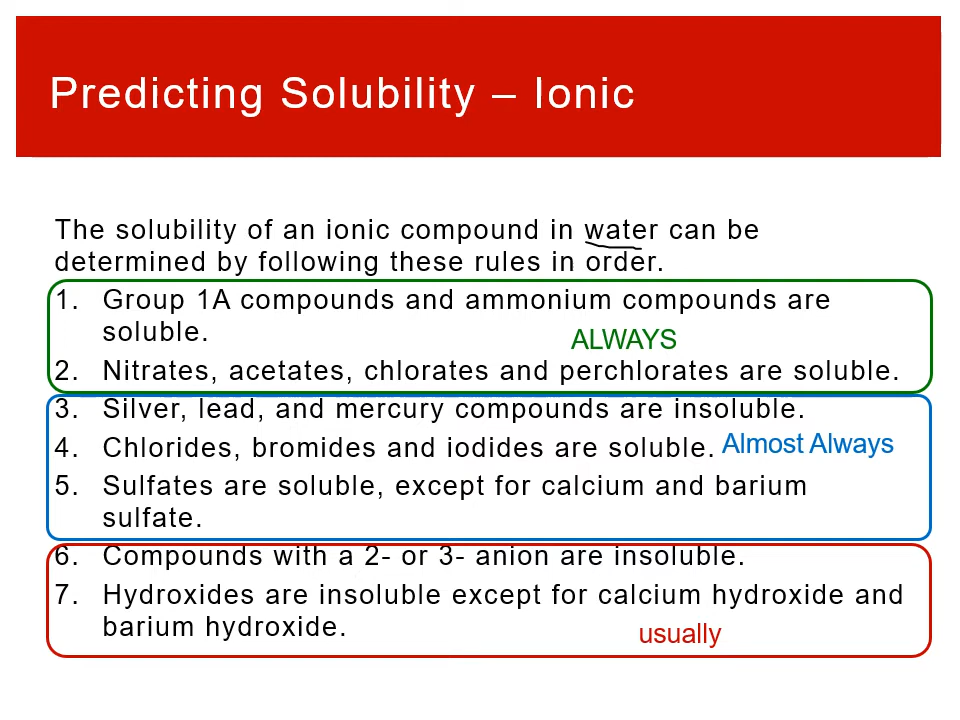 Predicting Solubility – Ionic
The solubility of an ionic compound in water can be
determined by following these rules in order.
1. Group 1A compounds and ammonium compounds are
soluble.
ALWAYS
2. Nitrates, acetates, chlorates and perchlorates are soluble.
3. Silver, lead, and mercury compounds are insoluble.
4. Chlorides, bromides and iodides are soluble. Almost Always
5. Sulfates are soluble, except for calcium and barium
sulfate.
6. Compounds with a 2- or 3- anion are insoluble.
7. Hydroxides are insoluble except for calcium hydroxide and
barium hydroxide.
usually